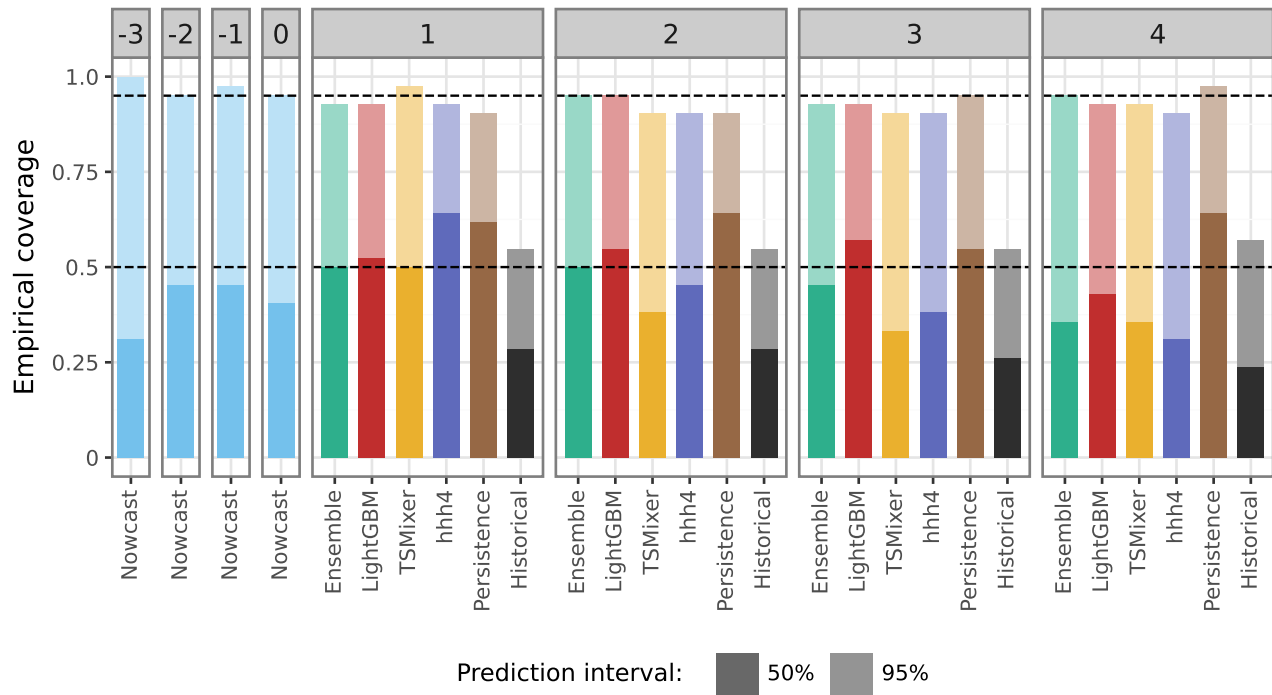 -3 -2 -1 0 1 2 3 4
Empirical coverage
1.0
0.75
0.5
0.25
0
Nowcast Nowcast Nowcast Nowcast Ensemble LightGBM TSMixer hhh4 Persistence Historical Ensemble LightGBM TSMixer hhh4 Persistence Historical Ensemble LightGBM TSMixer hhh4 Persistence Historical Ensemble LightGBM TSMixer hhh4 Persistence Historical
Prediction interval: 50% 95%